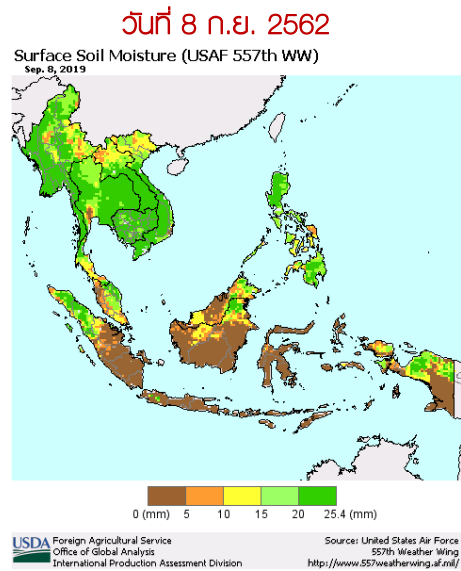 วันที่ 8 ก.ย. 2562
Surface Soil Moisture (USAF 557th WW)
Sep. 8, 2019
0 (mm) 5 10 15 20 25.4 (mm)
USDA Foreign Agricultural Service
Office of Global Analysis
International Production Assessment Division
Source: United States Air Force
557th Weather Wing
http://www.557weatherwing.af.mil/